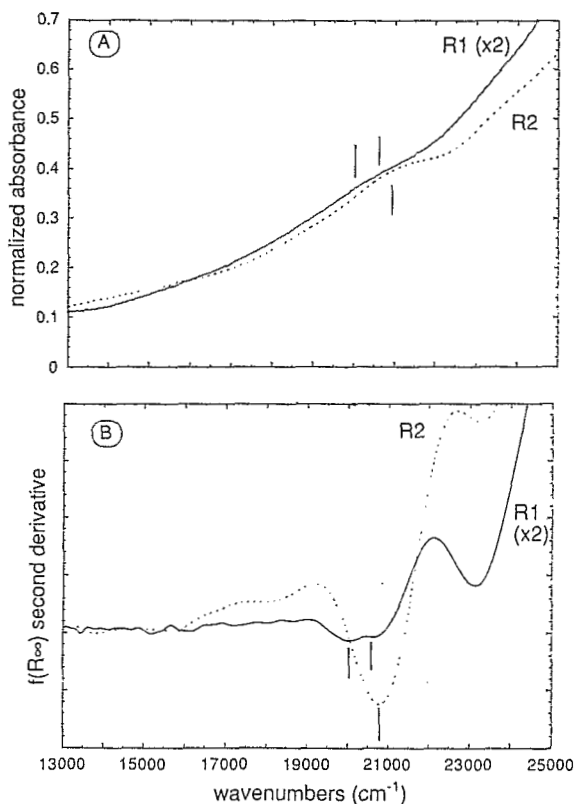 0.7
A
R1 (x2)
0.6
R2
0.5
0.4
0.3
0.2
0.1
0
normalized absorbance
B
R2
R1
(x2)
f(R∞) second derivative
13000 15000 17000 19000 21000 23000 25000
wavenumbers (cm⁻¹)